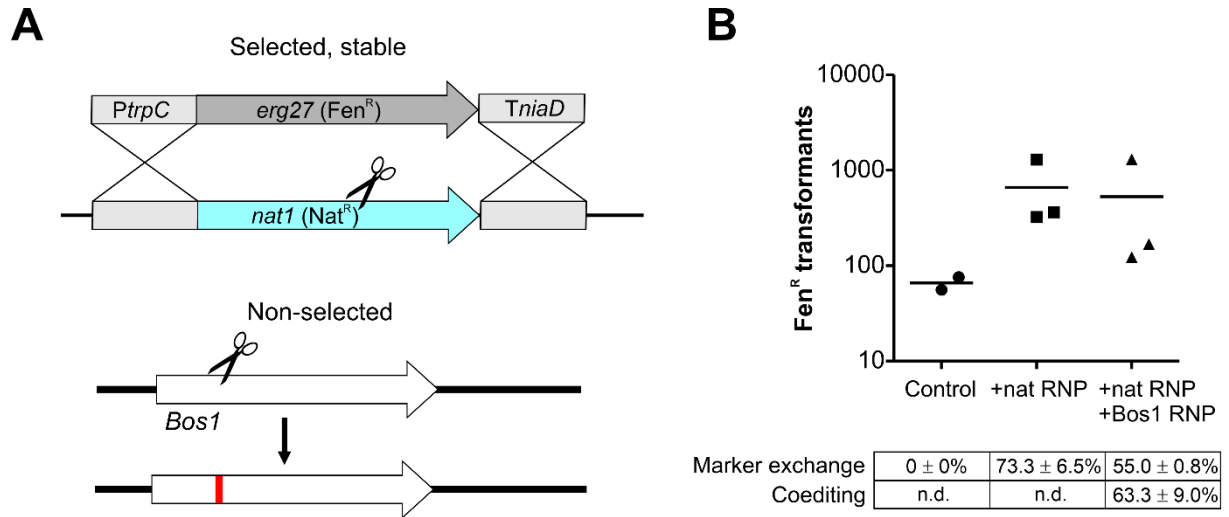 A
Selected, stable
PtrpC
erg27 (Fenᴿ)
TniaD
nat1 (Natᴿ)
Non-selected
Bos1
B
Fenᴿ transformants
10000
1000
100
10
Control
+nat RNP
+nat RNP
+Bos1 RNP
Marker exchange 0 ± 0% 73.3 ± 6.5% 55.0 ± 0.8%
Coediting n.d. n.d. 63.3 ± 9.0%